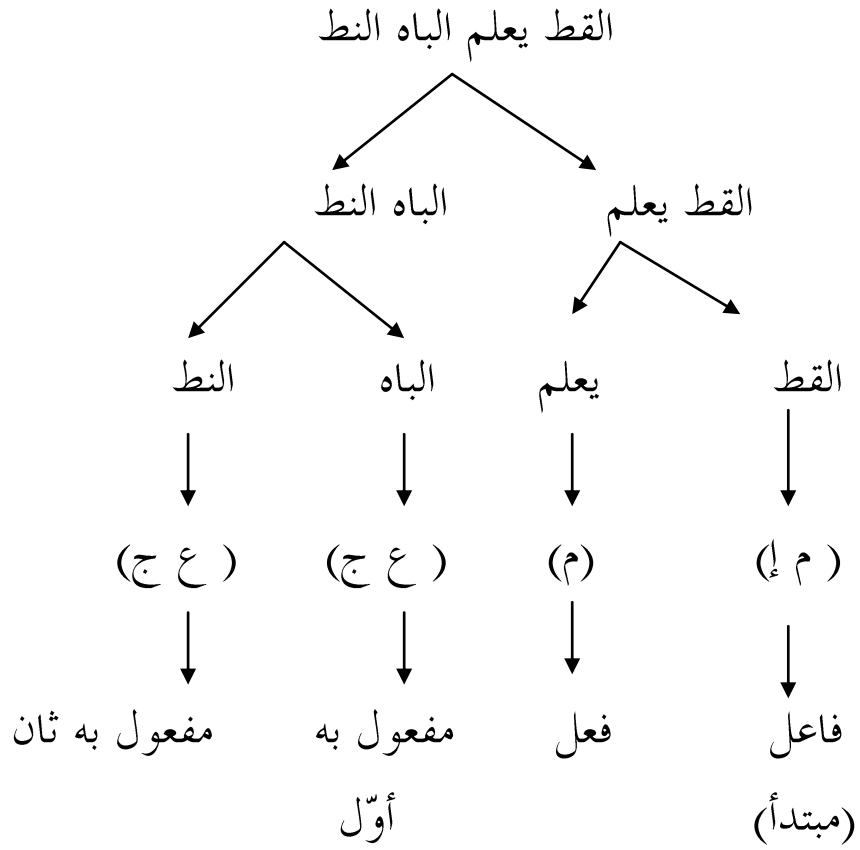 القط يعلم الباه النط
القط يعلم الباه النط
القط يعلم الباه النط
( م إ) (م) ( ع ج) ( ع ج)
فاعل فعل مفعول به مفعول به ثان
(مبتدأ) أوّل